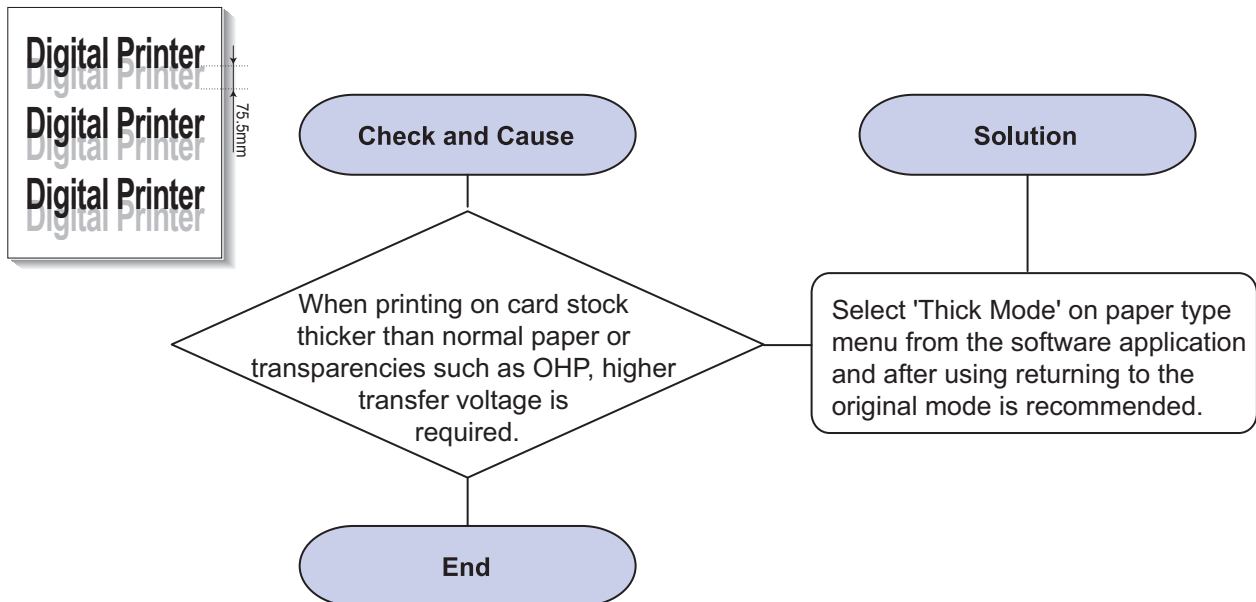 Digital Printer
Digital Printer
75.5mm
Digital Printer
Digital Printer
Digital Printer
Digital Printer
Check and Cause
Solution
When printing on card stock
thicker than normal paper or
transparencies such as OHP, higher
transfer voltage is
required.
Select 'Thick Mode' on paper type
menu from the software application
and after using returning to the
original mode is recommended.
End